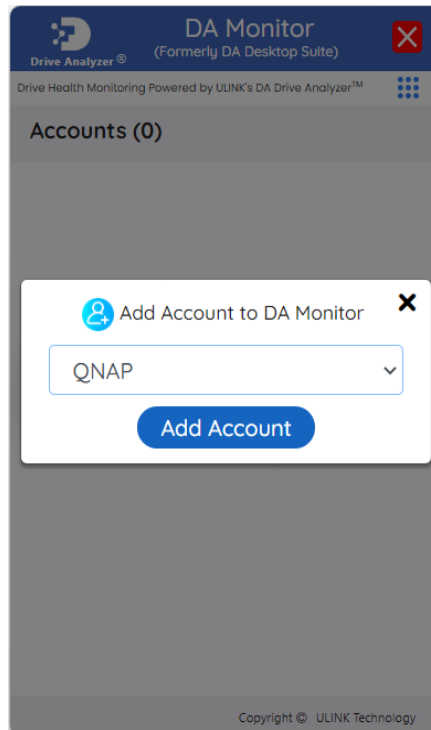 DA Monitor
(Formerly DA Desktop Suite)
Drive Analyzer ®
Drive Health Monitoring Powered by ULINK's DA Drive Analyzer™
Accounts (0)
Add Account to DA Monitor
QNAP
Add Account
Copyright © ULINK Technology